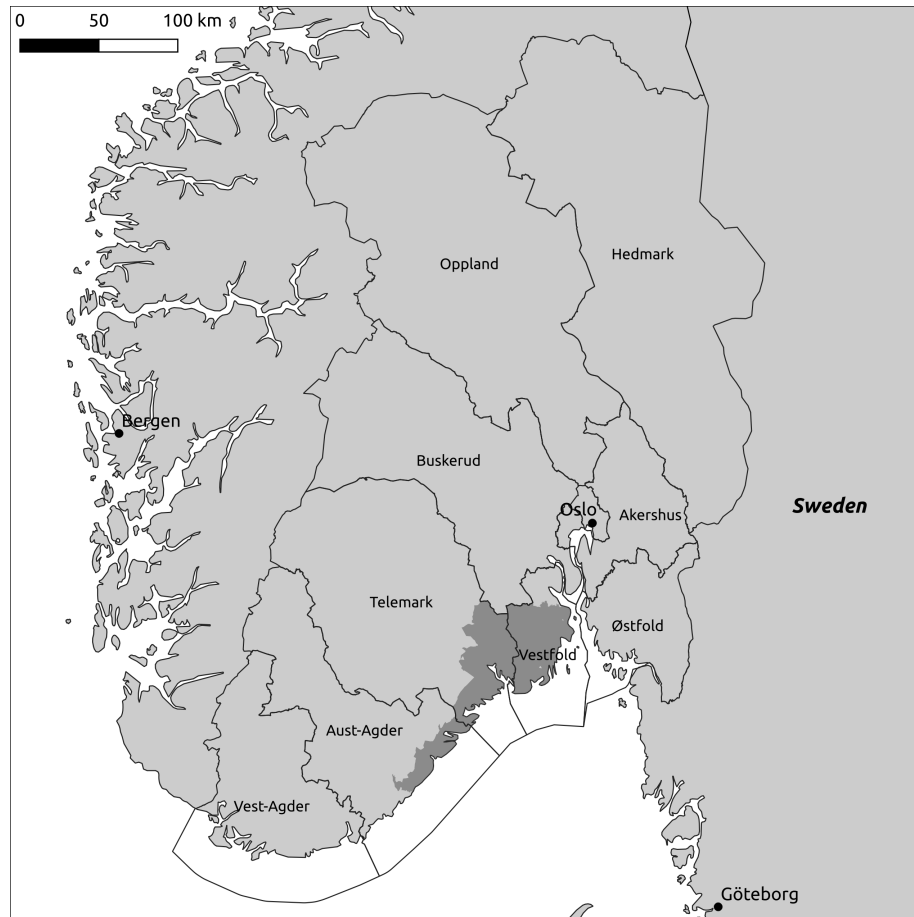 0 50 100 km
Oppland
Hedmark
Bergen
Buskerud
Oslo
Akershus
Sweden
Telemark
Østfold
Vestfold
Aust-Agder
Vest-Agder
Göteborg